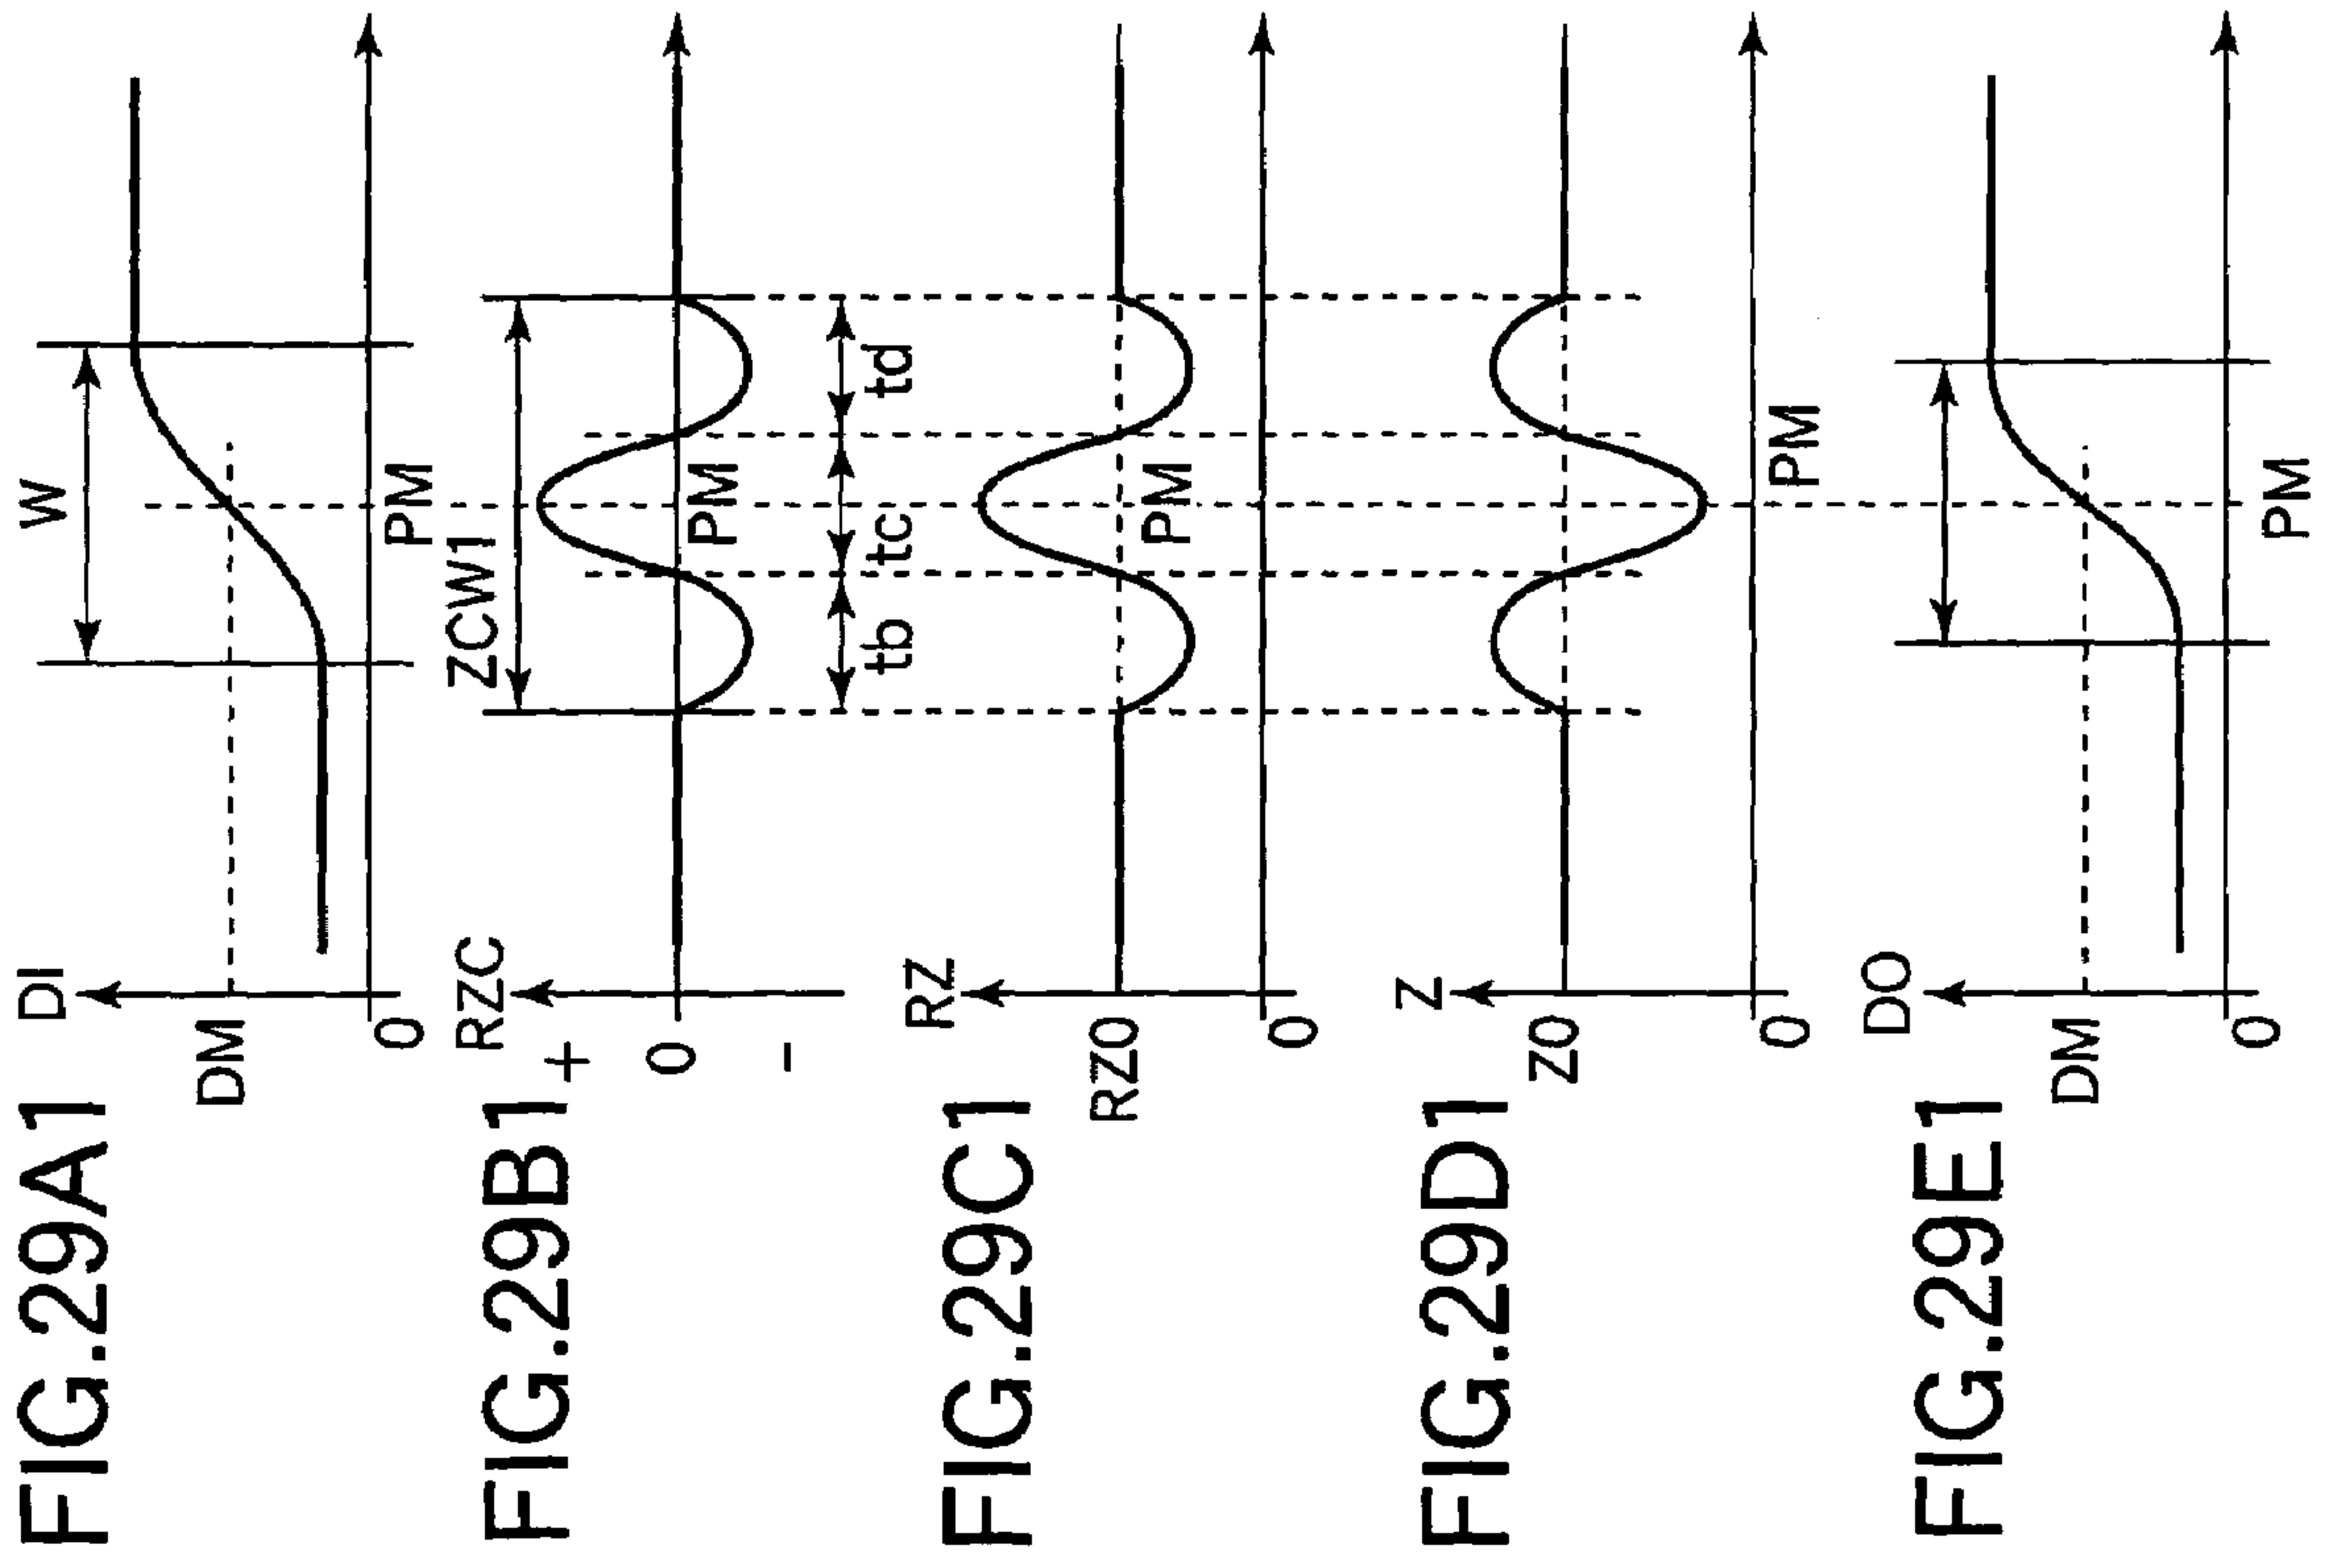 FIG.29A1
DI
DM
0
W
PM
FIG.29B1
RZC
+
0
-
ZCW1
PM
tb
tc
td
FIG.29C1
RZ
RZ0
0
PM
FIG.29D1
Z
Z0
0
PM
FIG.29E1
DO
DM
0
PM